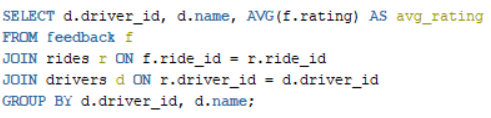 SELECT d.driver_id, d.name, AVG(f.rating) AS avg_rating
FROM feedback f
JOIN rides r ON f.ride_id = r.ride_id
JOIN drivers d ON r.driver_id = d.driver_id
GROUP BY d.driver_id, d.name;